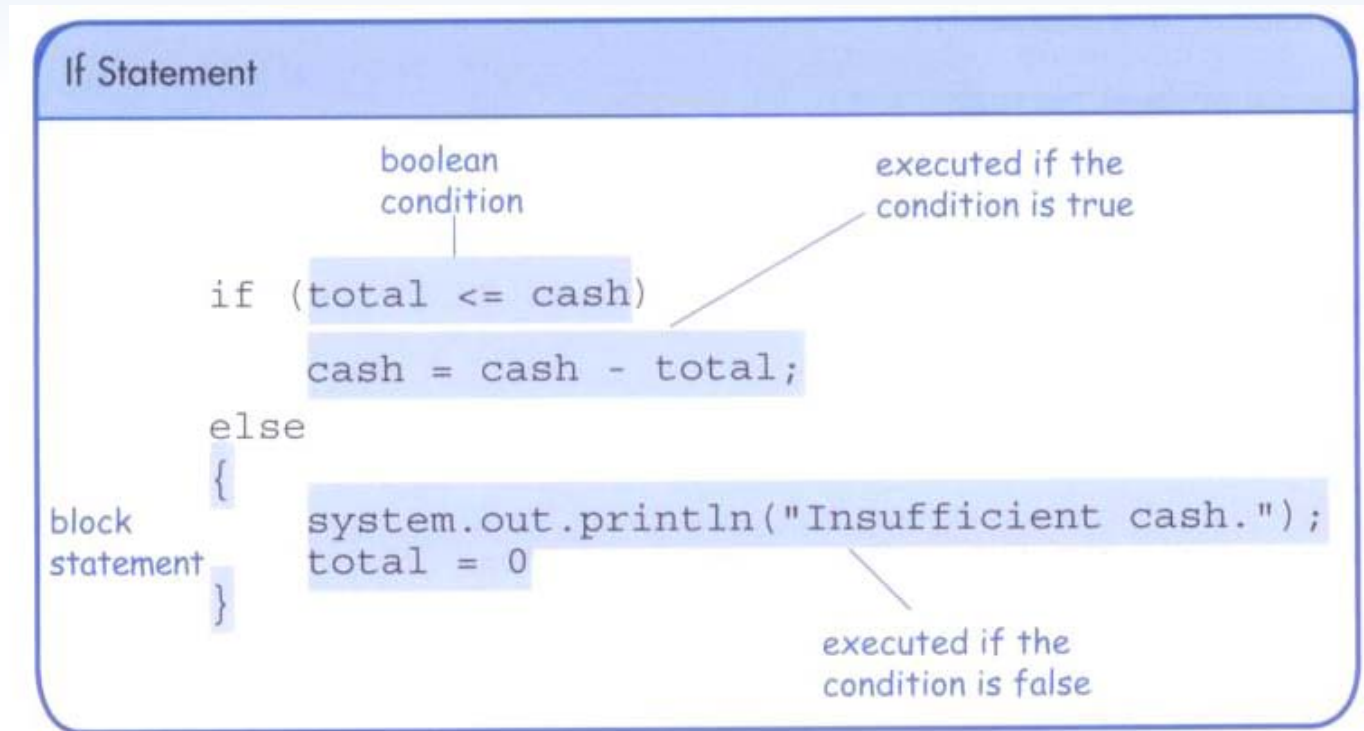 If Statement
boolean
condition
executed if the
condition is true
if (total <= cash)
cash = cash - total;
else
{
block
statement
system.out.println("Insufficient cash.");
total = 0
}
executed if the
condition is false